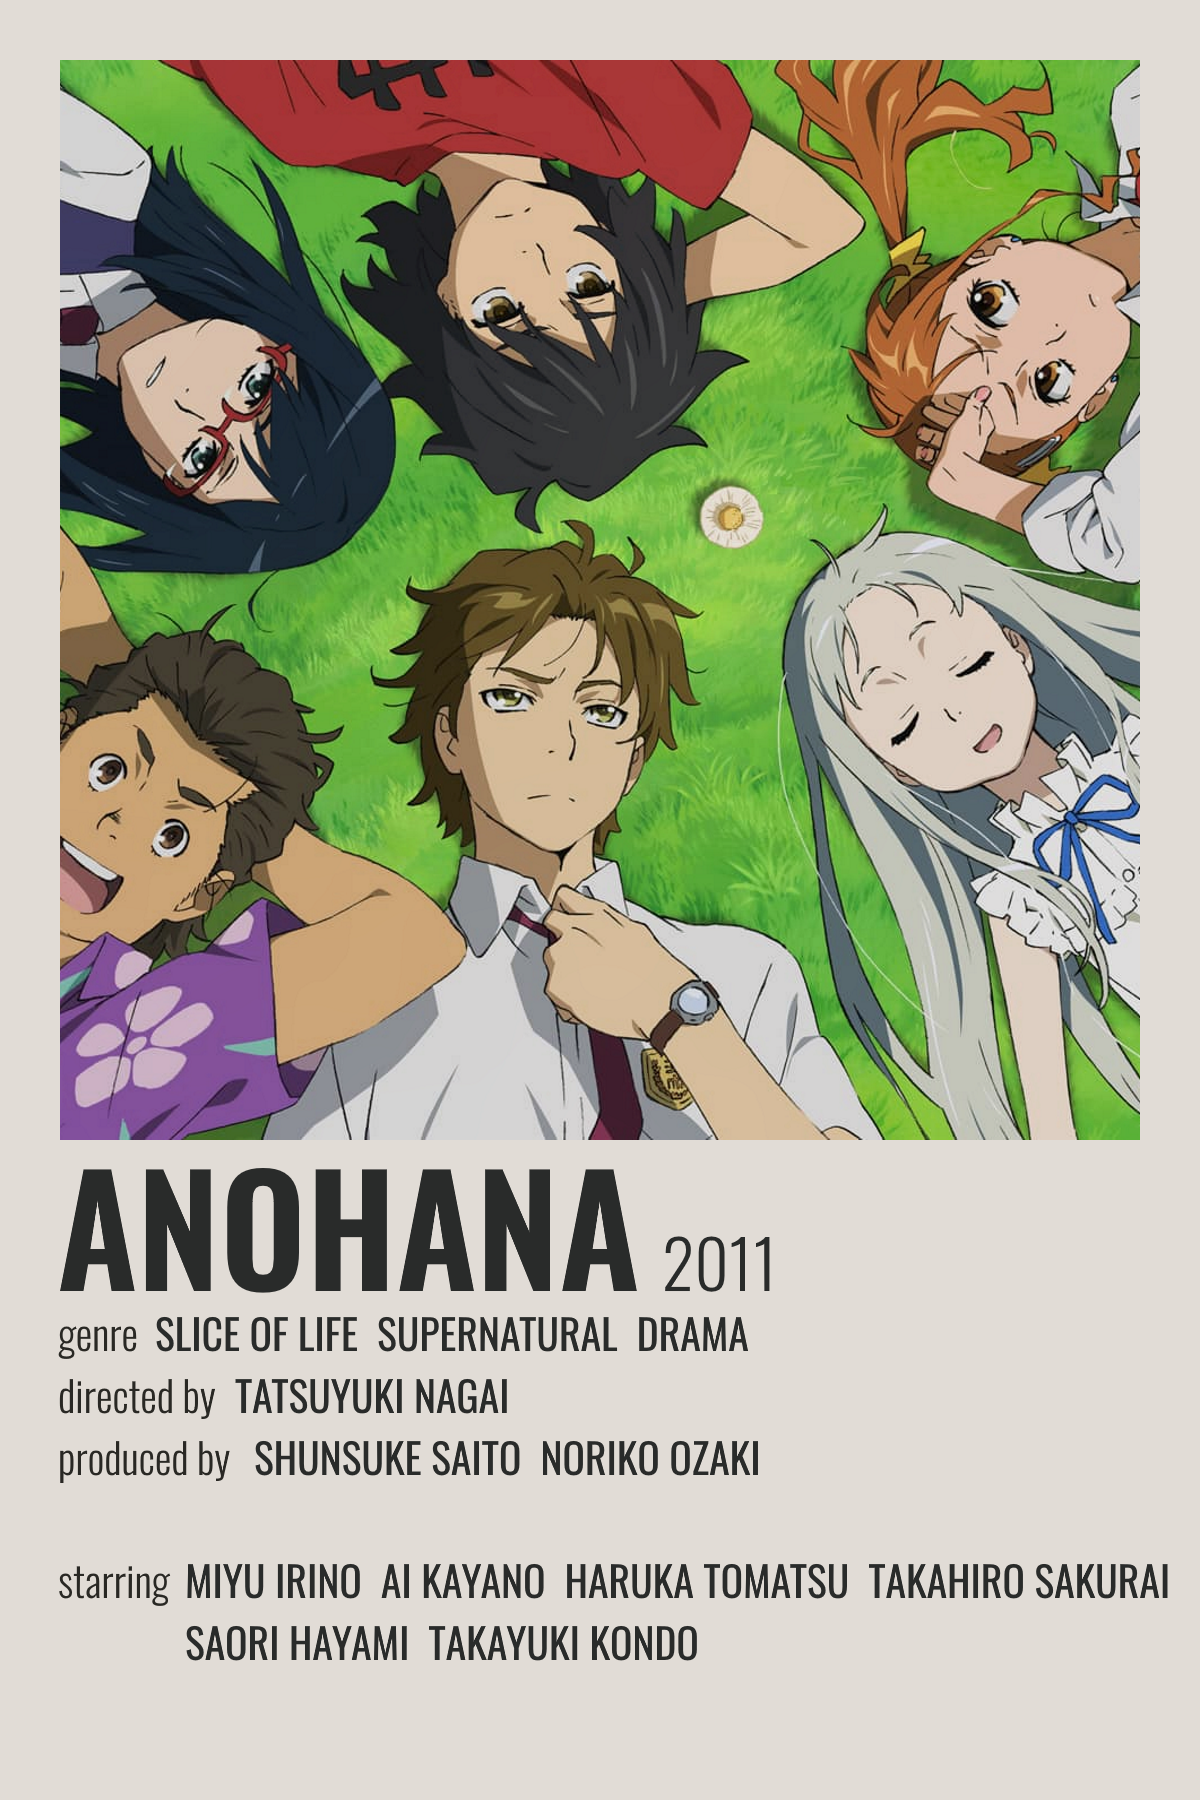 ANOHANA 2011
genre SLICE OF LIFE SUPERNATURAL DRAMA
directed by TATSUYUKI NAGAI
produced by SHUNSUKE SAITO NORIKO OZAKI
starring MIYU IRINO AI KAYANO HARUKA TOMATSU TAKAHIRO SAKURAI
SAORI HAYAMI TAKAYUKI KONDO